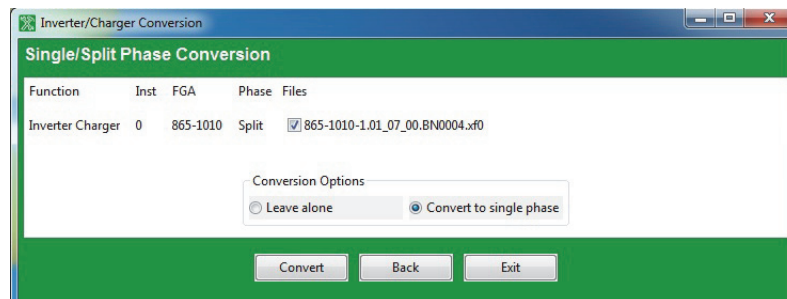 Inverter/Charger Conversion
Single/Split Phase Conversion
Function Inst FGA Phase Files
Inverter Charger 0 865-1010 Split 865-1010-1.01_07_00.BN0004.xf0
Conversion Options
Leave alone Convert to single phase
Convert Back Exit